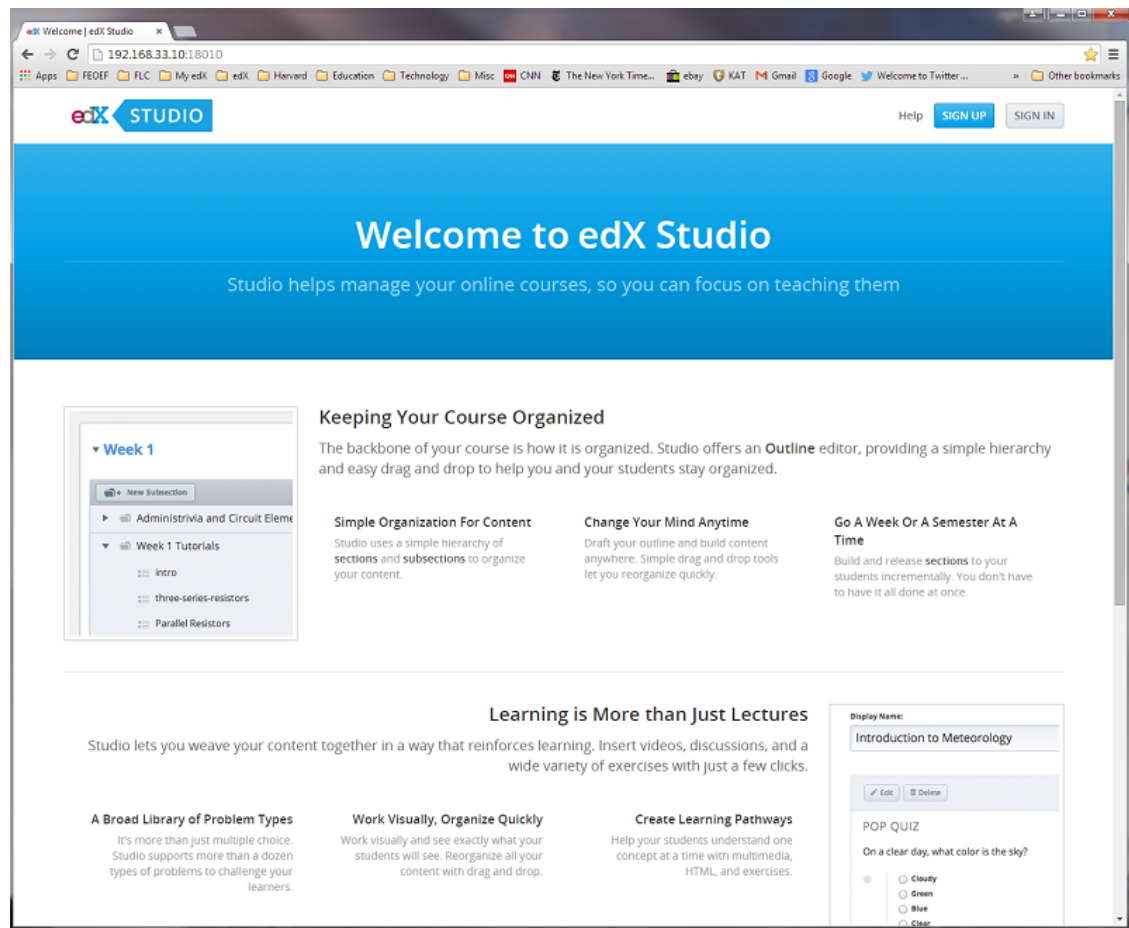 edX Welcome | edX Studio
192.168.33.10:18010
Apps FEOEF FLC My edX edX Harvard Education Technology Misc CNN The New York Time... ebay KAT Gmail Google Welcome to Twitter ... » Other bookmarks
edX STUDIO
Help SIGN UP SIGN IN
Welcome to edX Studio
Studio helps manage your online courses, so you can focus on teaching them
Week 1
New Subsection
Administrivia and Circuit Eleme
Week 1 Tutorials
intro
three-series-resistors
Parallel Resistors
Keeping Your Course Organized
The backbone of your course is how it is organized. Studio offers an Outline editor, providing a simple hierarchy
and easy drag and drop to help you and your students stay organized.
Simple Organization For Content
Studio uses a simple hierarchy of
sections and subsections to organize
your content.
Change Your Mind Anytime
Draft your outline and build content
anywhere. Simple drag and drop tools
let you reorganize quickly.
Go A Week Or A Semester At A
Time
Build and release sections to your
students incrementally. You don't have
to have it all done at once.
Learning is More than Just Lectures
Studio lets you weave your content together in a way that reinforces learning. Insert videos, discussions, and a
wide variety of exercises with just a few clicks.
A Broad Library of Problem Types
It's more than just multiple choice.
Studio supports more than a dozen
types of problems to challenge your
learners.
Work Visually, Organize Quickly
Work visually and see exactly what your
students will see. Reorganize all your
content with drag and drop.
Create Learning Pathways
Help your students understand one
concept at a time with multimedia,
HTML, and exercises.
Display Name:
Introduction to Meteorology
Edit Delete
POP QUIZ
On a clear day, what color is the sky?
Cloudy
Green
Blue
Clear